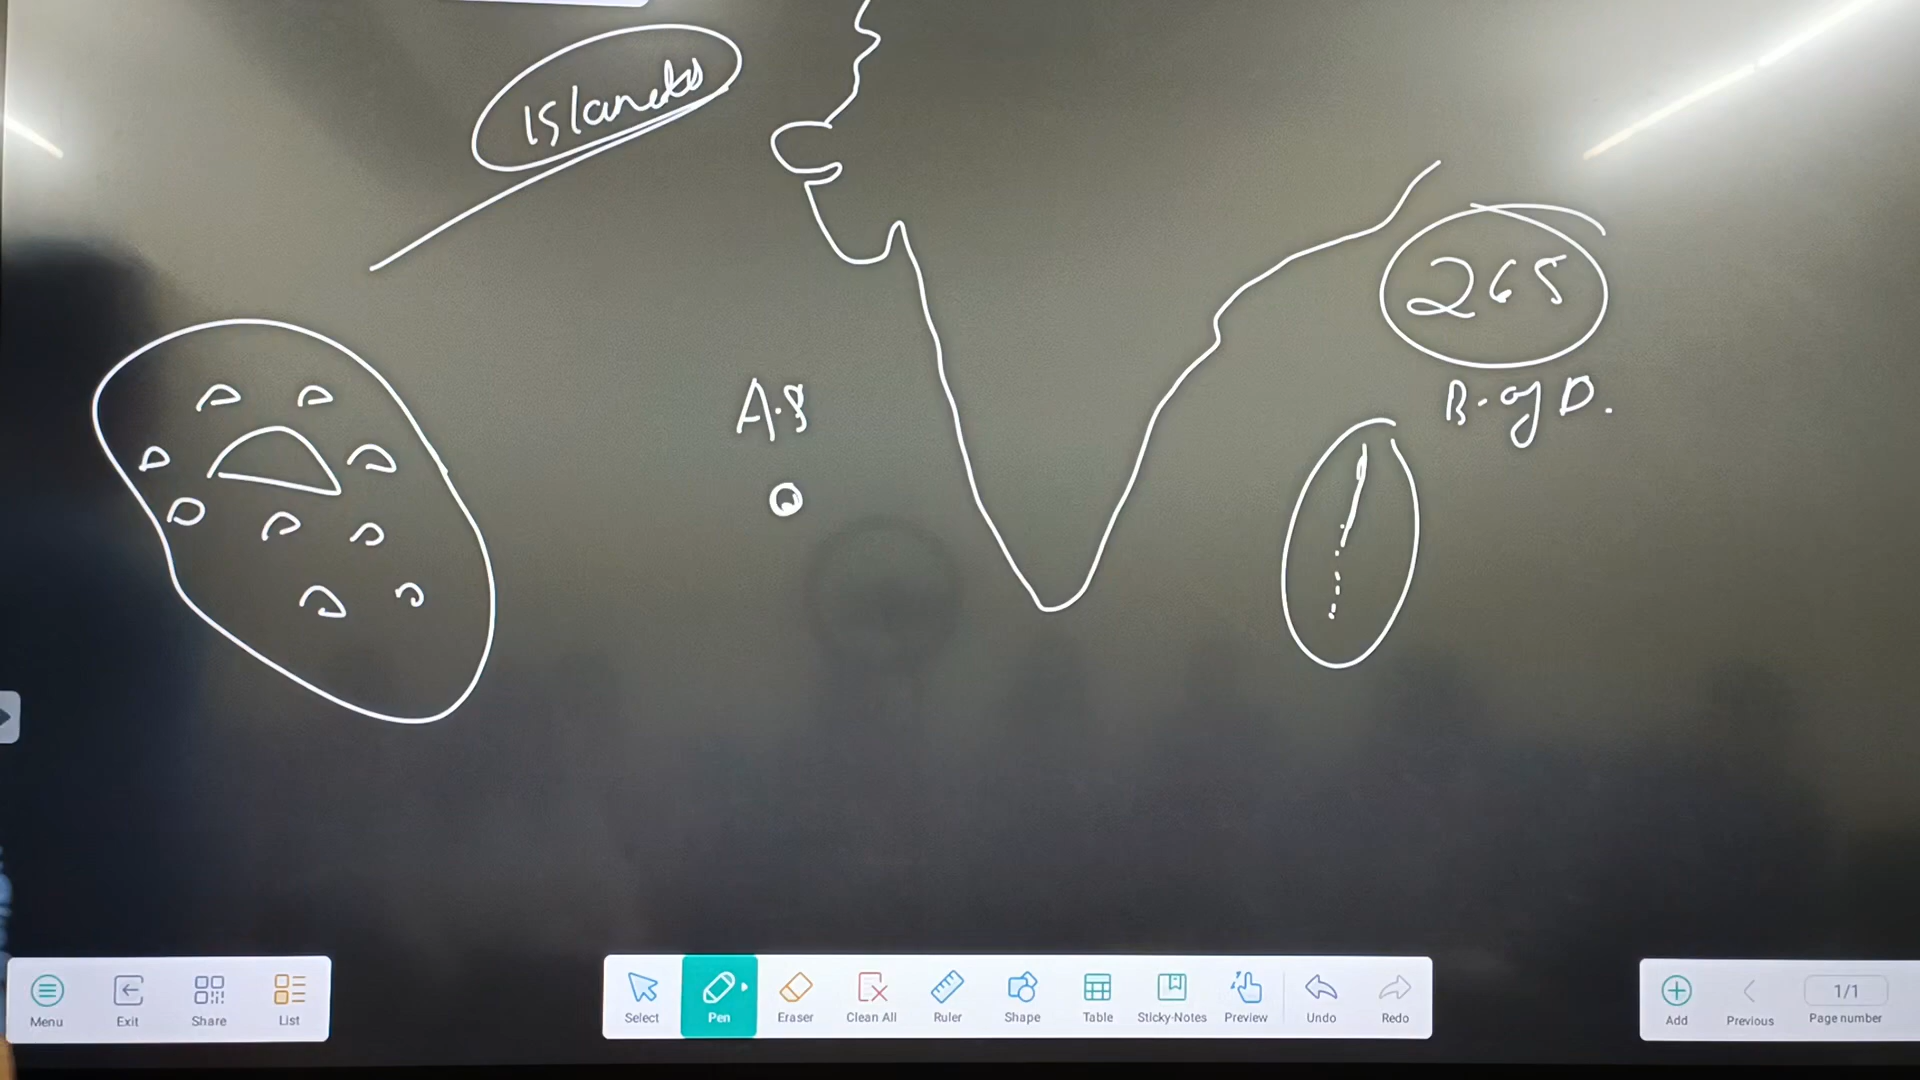 Islands
265
B. of D.
A.S
Menu
Exit
Share
List
Select
Pen
Eraser
Clean All
Ruler
Shape
Table
Sticky-Notes
Preview
Undo
Redo
Add
Previous
1/1
Page number